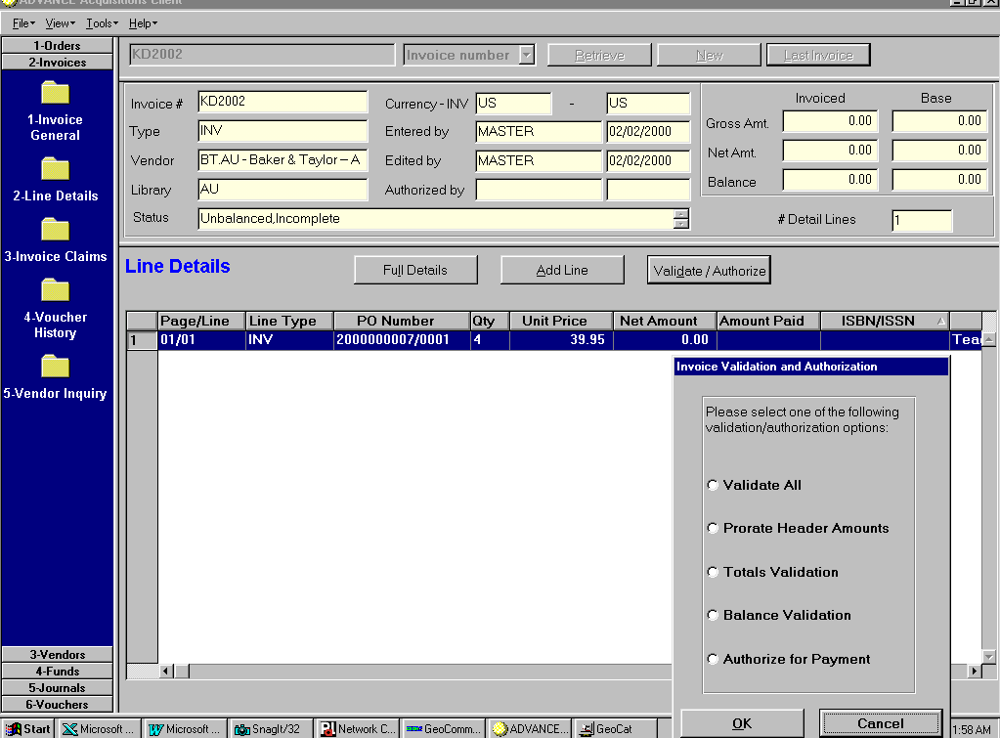 ADVANCE Acquisitions Client
File View Tools Help
1-Orders
2-Invoices
1-Invoice
General
2-Line Details
3-Invoice Claims
4-Voucher
History
5-Vendor Inquiry
3-Vendors
4-Funds
5-Journals
6-Vouchers
KD2002 Invoice number Retrieve New Last Invoice
Invoice # KD2002 Currency - INV US - US
Type INV Entered by MASTER 02/02/2000
Vendor BT.AU - Baker & Taylor -- A Edited by MASTER 02/02/2000
Library AU Authorized by
Status Unbalanced,Incomplete
Invoiced Base
Gross Amt. 0.00 0.00
Net Amt. 0.00 0.00
Balance 0.00 0.00
# Detail Lines 1
Line Details Full Details Add Line Validate / Authorize
Page/Line Line Type PO Number Qty Unit Price Net Amount Amount Paid ISBN/ISSN
1 01/01 INV 2000000007/0001 4 39.95 0.00 Tea
Invoice Validation and Authorization
Please select one of the following
validation/authorization options:
Validate All
Prorate Header Amounts
Totals Validation
Balance Validation
Authorize for Payment
OK Cancel
Start Microsoft ... Microsoft ... SnagIt/32 Network C... GeoComm... ADVANCE... GeoCat 1:58 AM